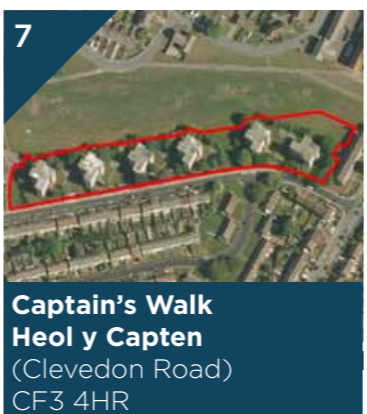 7
Captain's Walk
Heol y Capten
(Clevedon Road)
CF3 4HR